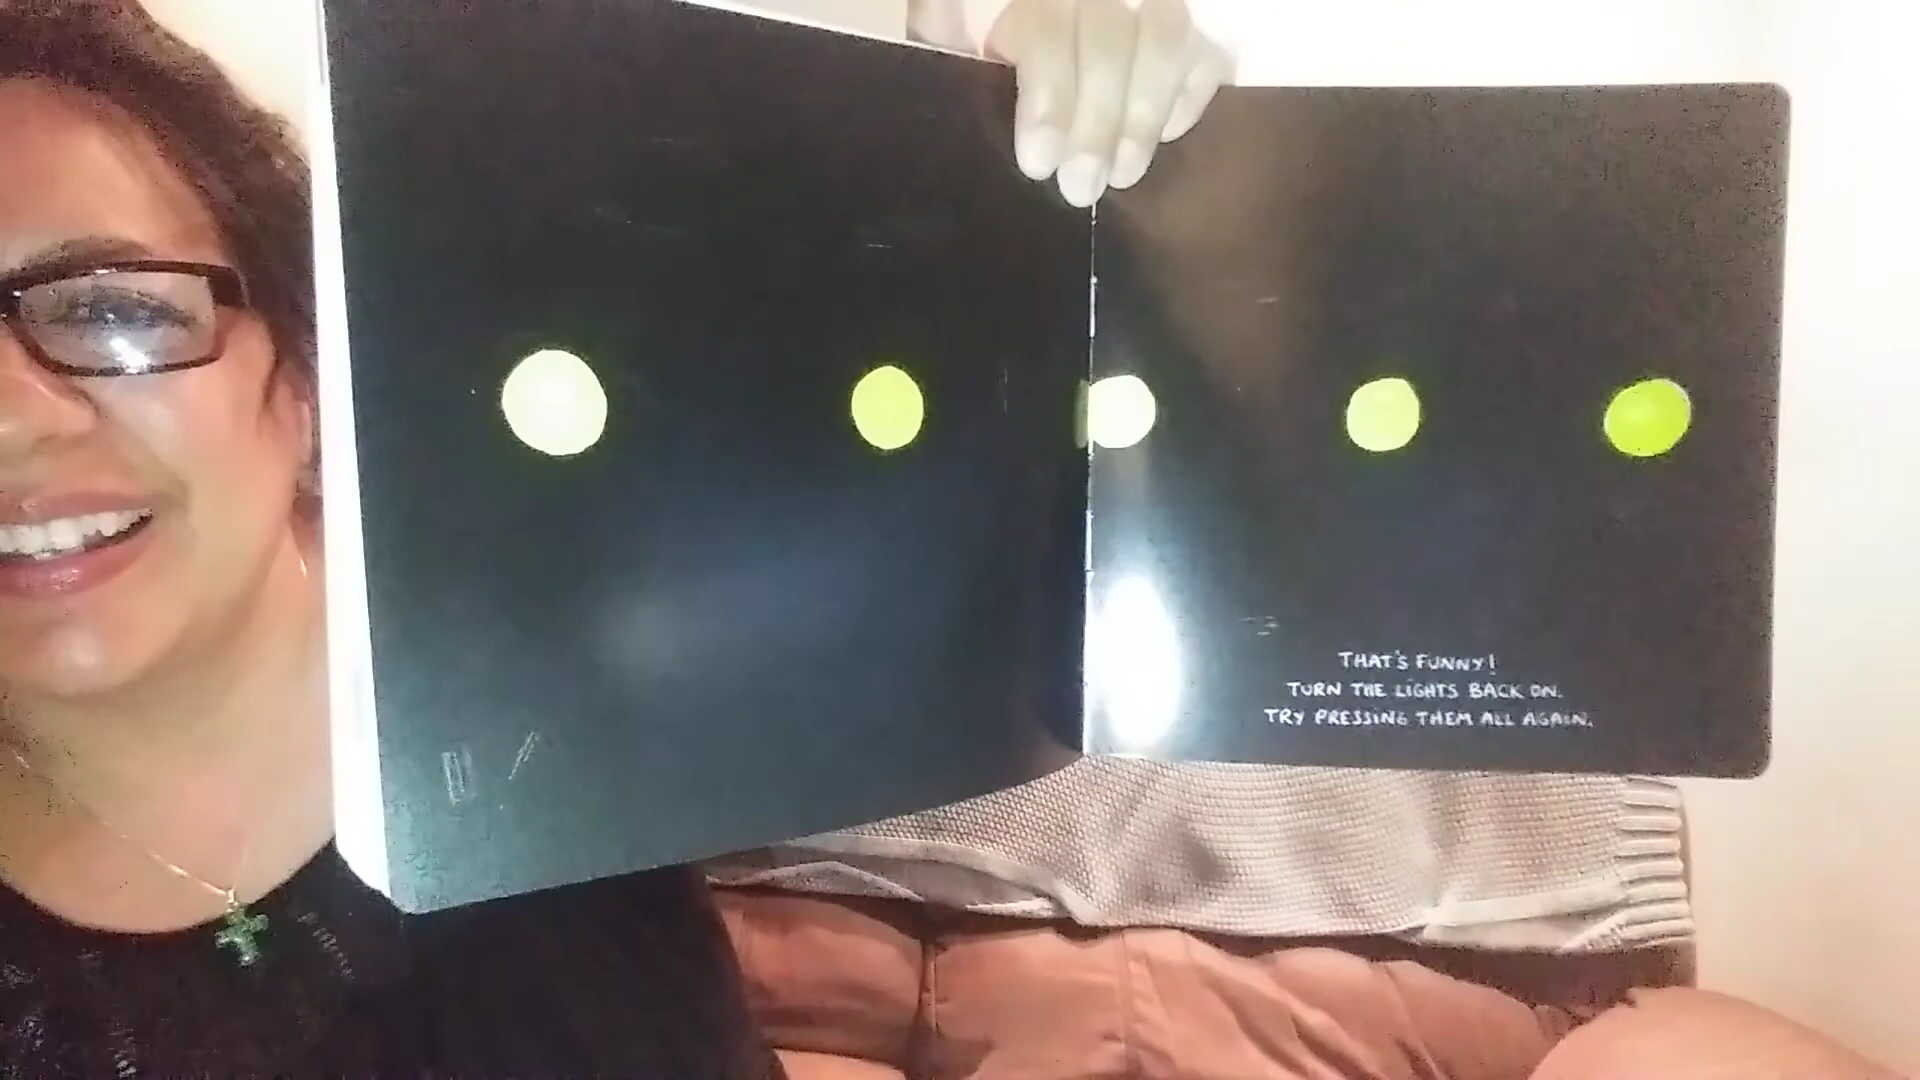 THAT'S FUNNY!
TURN THE LIGHTS BACK ON.
TRY PRESSING THEM ALL AGAIN.